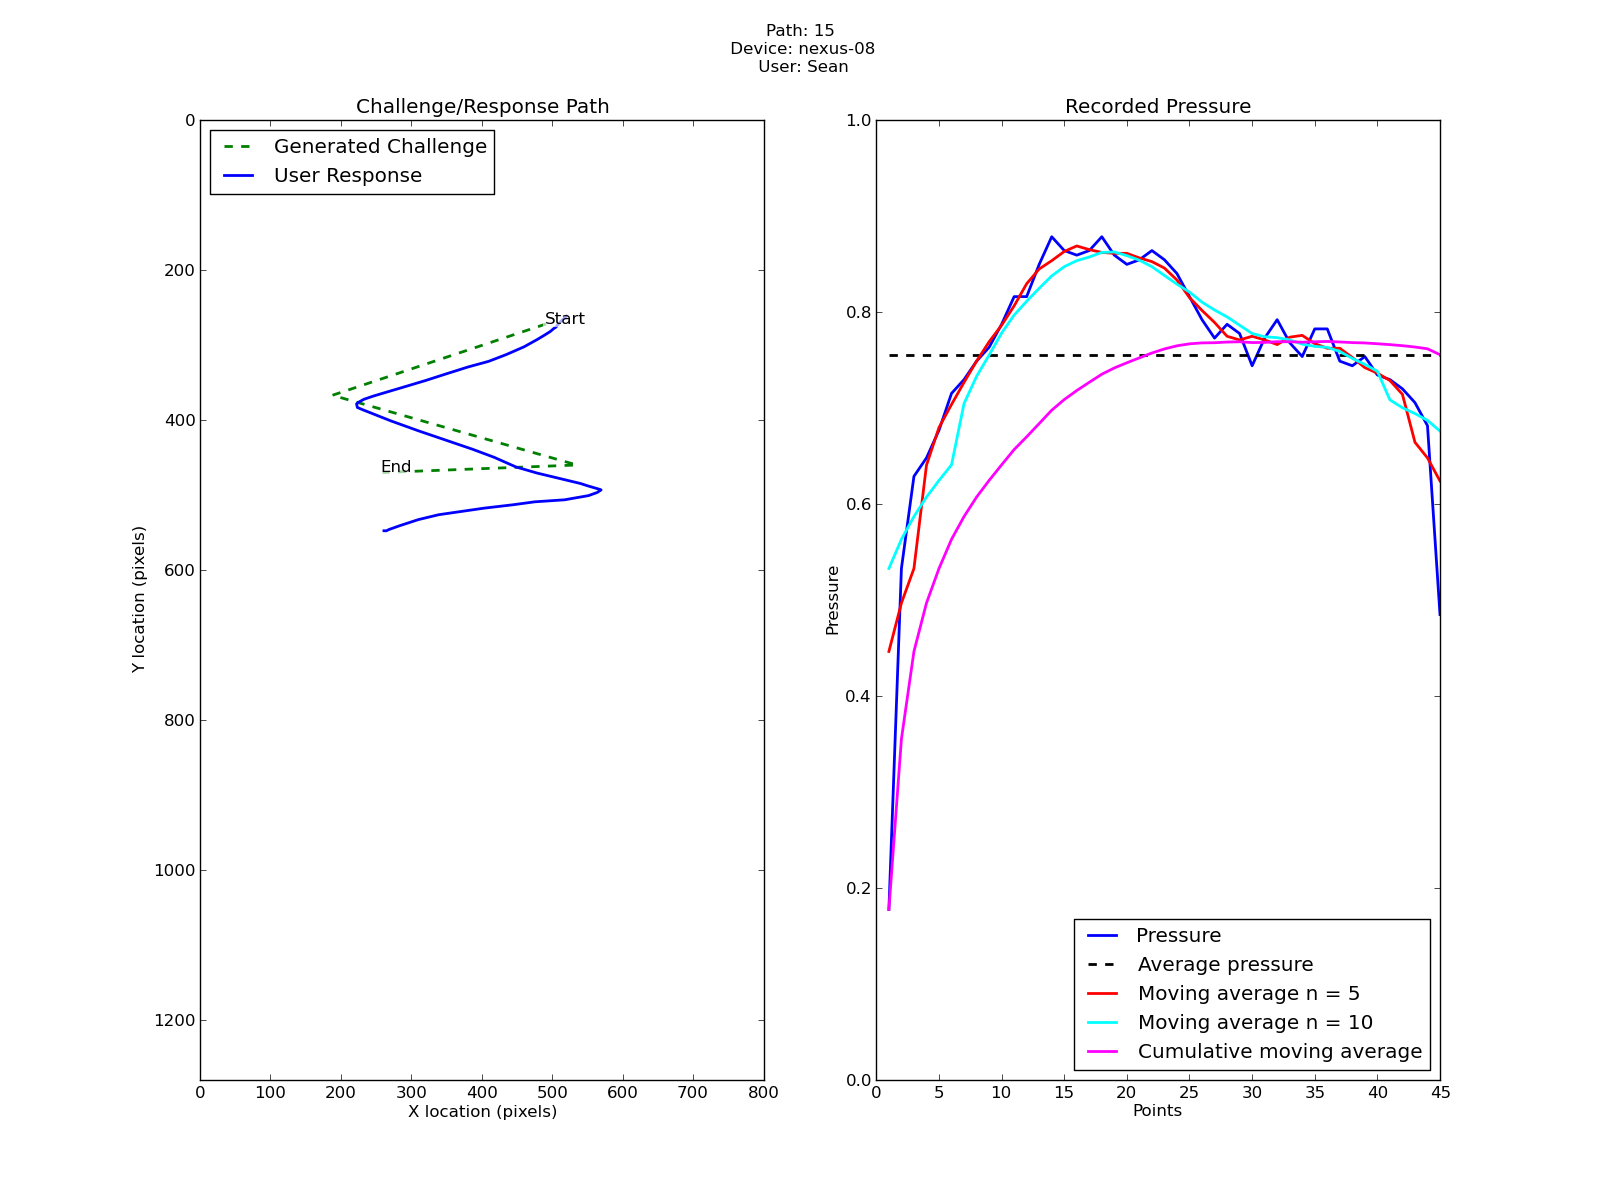 Path: 15
Device: nexus-08
User: Sean
Challenge/Response Path
Generated Challenge
User Response
Start
End
0
200
400
600
800
1000
1200
Y location (pixels)
0 100 200 300 400 500 600 700 800
X location (pixels)
Recorded Pressure
1.0
0.8
0.6
0.4
0.2
0.0
Pressure
Pressure
Average pressure
Moving average n = 5
Moving average n = 10
Cumulative moving average
0 5 10 15 20 25 30 35 40 45
Points